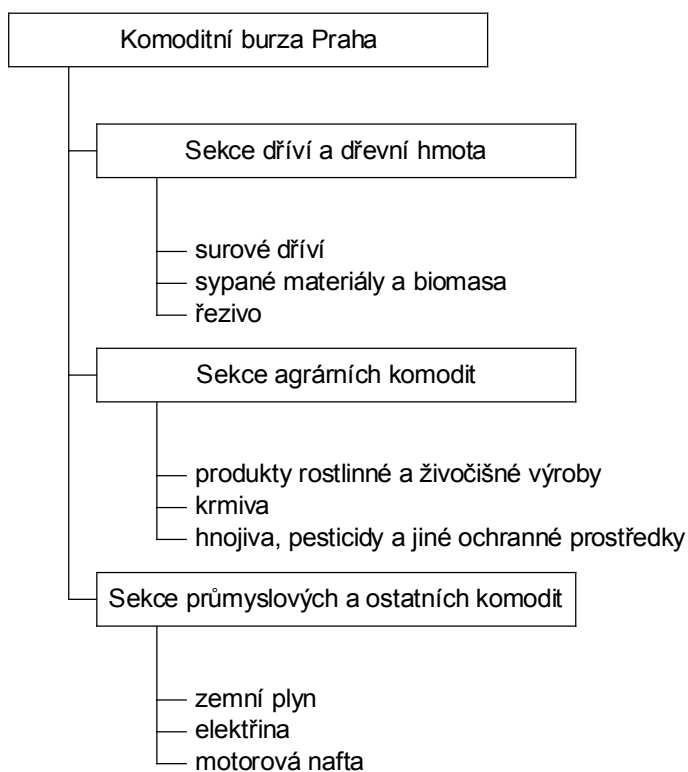 Komoditní burza Praha
Sekce dříví a dřevní hmota
surové dříví
sypané materiály a biomasa
řezivo
Sekce agrárních komodit
produkty rostlinné a živočišné výroby
krmiva
hnojiva, pesticidy a jiné ochranné prostředky
Sekce průmyslových a ostatních komodit
zemní plyn
elektřina
motorová nafta